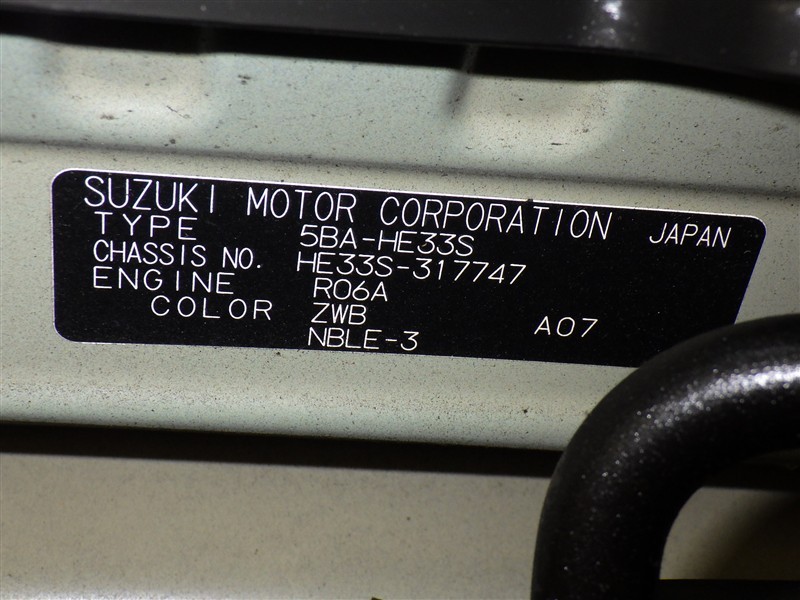 SUZUKI MOTOR CORPORATION JAPAN
TYPE 5BA-HE33S
CHASSIS NO. HE33S-317747
ENGINE R06A
COLOR ZWB A07
NBLE-3